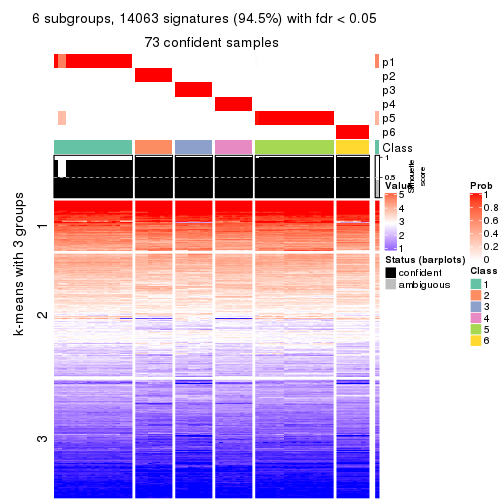 6 subgroups, 14063 signatures (94.5%) with fdr < 0.05
73 confident samples
p1
p2
p3
p4
p5
p6
Class
1
0.5
Silhouette
score
k-means with 3 groups
1
2
3
Value
5
4
3
2
1
Status (barplots)
confident
ambiguous
Prob
1
0.8
0.6
0.4
0.2
0
Class
1
2
3
4
5
6